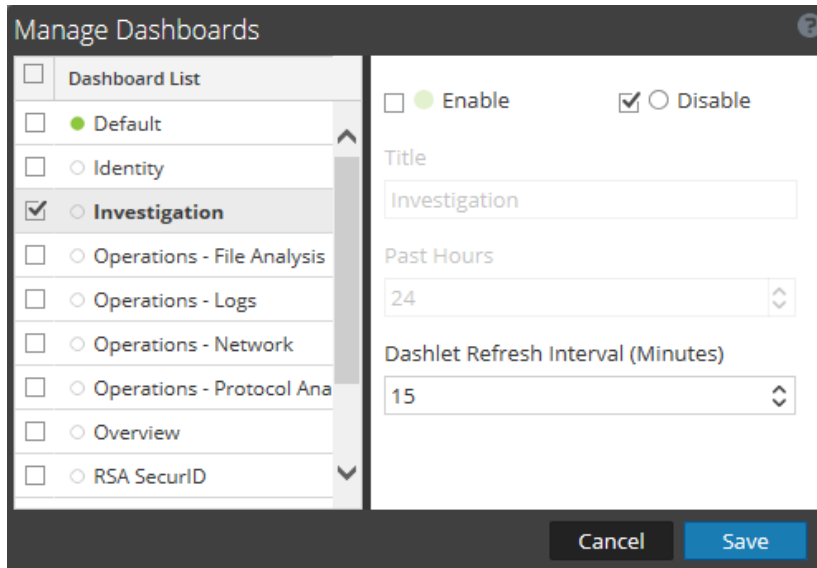 Manage Dashboards
?
Dashboard List
Default
Identity
Investigation
Operations - File Analysis
Operations - Logs
Operations - Network
Operations - Protocol Ana
Overview
RSA SecurID
Enable Disable
Title
Investigation
Past Hours
24
Dashlet Refresh Interval (Minutes)
15
Cancel Save